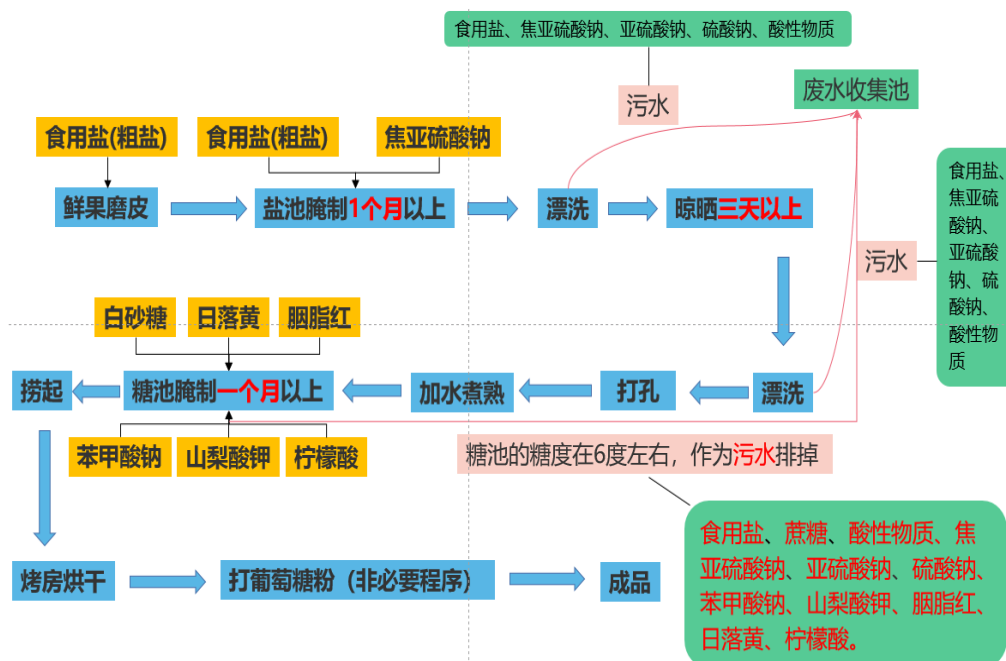 食用盐、焦亚硫酸钠、亚硫酸钠、硫酸钠、酸性物质
污水
废水收集池
食用盐(粗盐)
食用盐(粗盐)
焦亚硫酸钠
鲜果磨皮
盐池腌制1个月以上
漂洗
晾晒三天以上
食用盐、
焦亚硫
酸钠、
亚硫酸
钠、硫
酸钠、
酸性物
质
污水
白砂糖
日落黄
胭脂红
捞起
糖池腌制一个月以上
加水煮熟
打孔
漂洗
苯甲酸钠
山梨酸钾
柠檬酸
糖池的糖度在6度左右，作为污水排掉
食用盐、蔗糖、酸性物质、焦
亚硫酸钠、亚硫酸钠、硫酸钠、
苯甲酸钠、山梨酸钾、胭脂红、
日落黄、柠檬酸。
烤房烘干
打葡萄糖粉（非必要程序）
成品